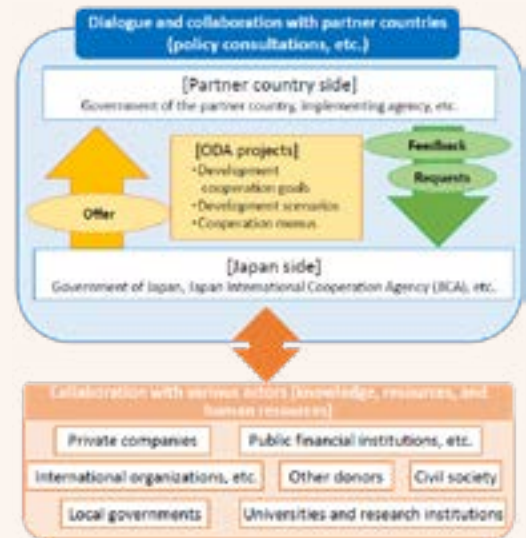 Dialogue and collaboration with partner countries
(policy consultations, etc.)
[Partner country side]
Government of the partner country, implementing agency, etc.
[ODA projects]
•Development
cooperation goals
•Development scenarios
•Cooperation menus
Offer
Feedback
Requests
[Japan side]
Government of Japan, Japan International Cooperation Agency (JICA), etc.
Collaboration with various actors (knowledge, resources, and
human resources)
Private companies
Public financial institutions, etc.
International organizations, etc.
Other donors
Civil society
Local governments
Universities and research institutions